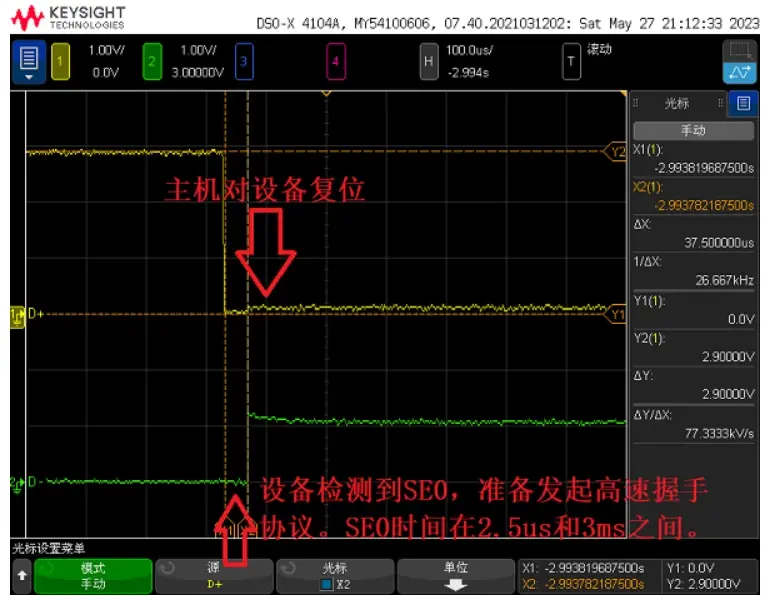 KEYSIGHT
TECHNOLOGIES
DSO-X 4104A, MY54100606, 07.40.2021031202: Sat May 27 21:12:33 2023
1 1.00V/ 2 1.00V/ 3 4 H 100.0us/ T 滚动
0.0V 3.00000V -2.994s
光标
手动
X1(1):
-2.993819687500s
X2(1):
-2.993782187500s
ΔX:
37.500000us
1/ΔX:
26.667kHz
Y1(1):
0.0V
Y2(1):
2.90000V
ΔY:
2.90000V
ΔY/ΔX:
77.3333kV/s
Y2
主机对设备复位
D+
Y1
D-
设备检测到SE0，准备发起高速握手
协议。SE0时间在2.5us和3ms之间。
光标设置菜单
模式 源 光标 单位 X1: -2.993819687500s Y1: 0.0V
手动 D+ X2 X2: -2.993782187500s Y2: 2.90000V